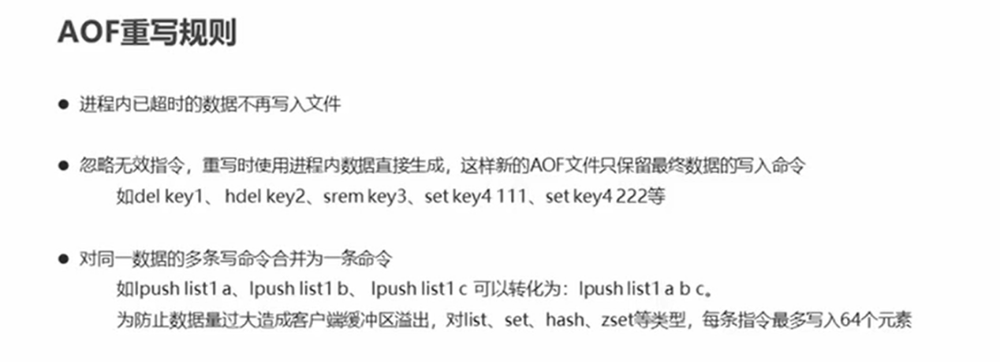 AOF重写规则
● 进程内已超时的数据不再写入文件
● 忽略无效指令，重写时使用进程内数据直接生成，这样新的AOF文件只保留最终数据的写入命令
如del key1、hdel key2、srem key3、set key4 111、set key4 222等
● 对同一数据的多条写命令合并为一条命令
如lpush list1 a、lpush list1 b、 lpush list1 c 可以转化为：lpush list1 a b c。
为防止数据量过大造成客户端缓冲区溢出，对list、set、hash、zset等类型，每条指令最多写入64个元素